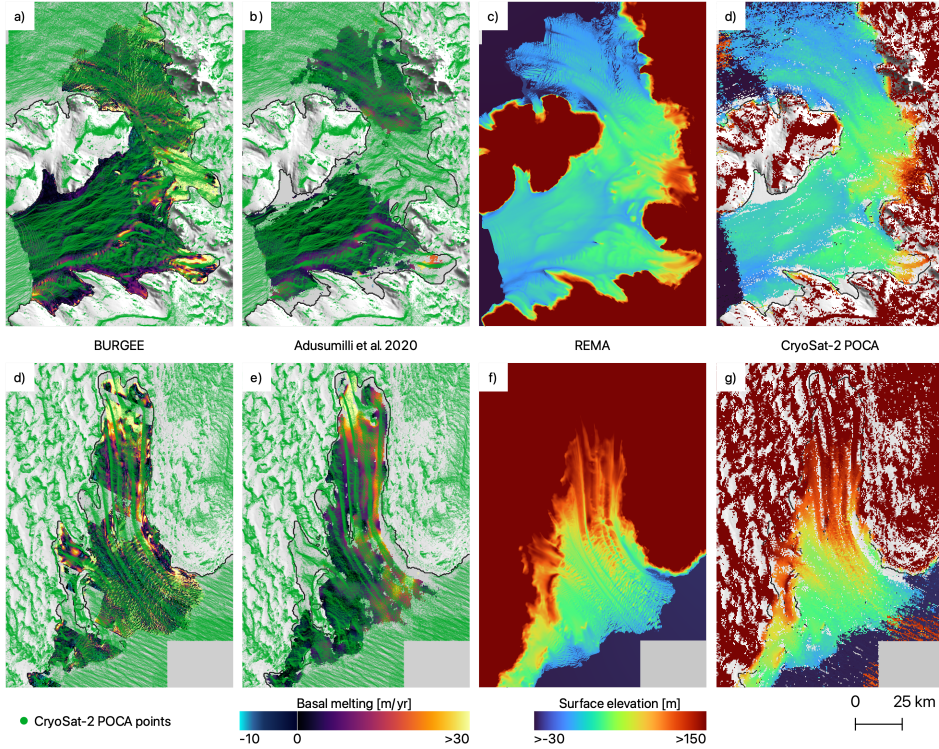 a)
b)
c)
d)
BURGEE
Adusumilli et al. 2020
REMA
CryoSat-2 POCA
d)
e)
f)
g)
CryoSat-2 POCA points
Basal melting [m/yr]
-10
0
>30
Surface elevation [m]
>-30
>150
0
25 km